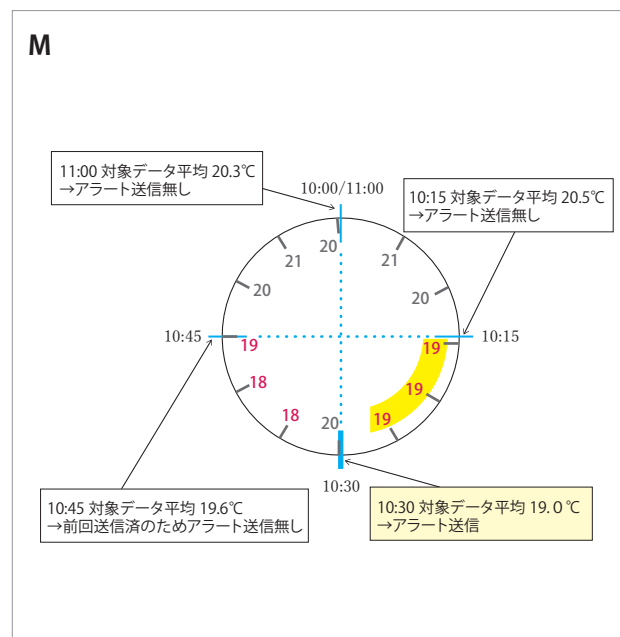 M
11:00 対象データ平均 20.3℃
→アラート送信無し
10:00/11:00
10:15 対象データ平均 20.5℃
→アラート送信無し
20
21
21
20
20
10:45
19
19
10:15
18
19
18
20
19
10:30
10:45 対象データ平均 19.6℃
→前回送信済のためアラート送信無し
10:30 対象データ平均 19.０℃
→アラート送信